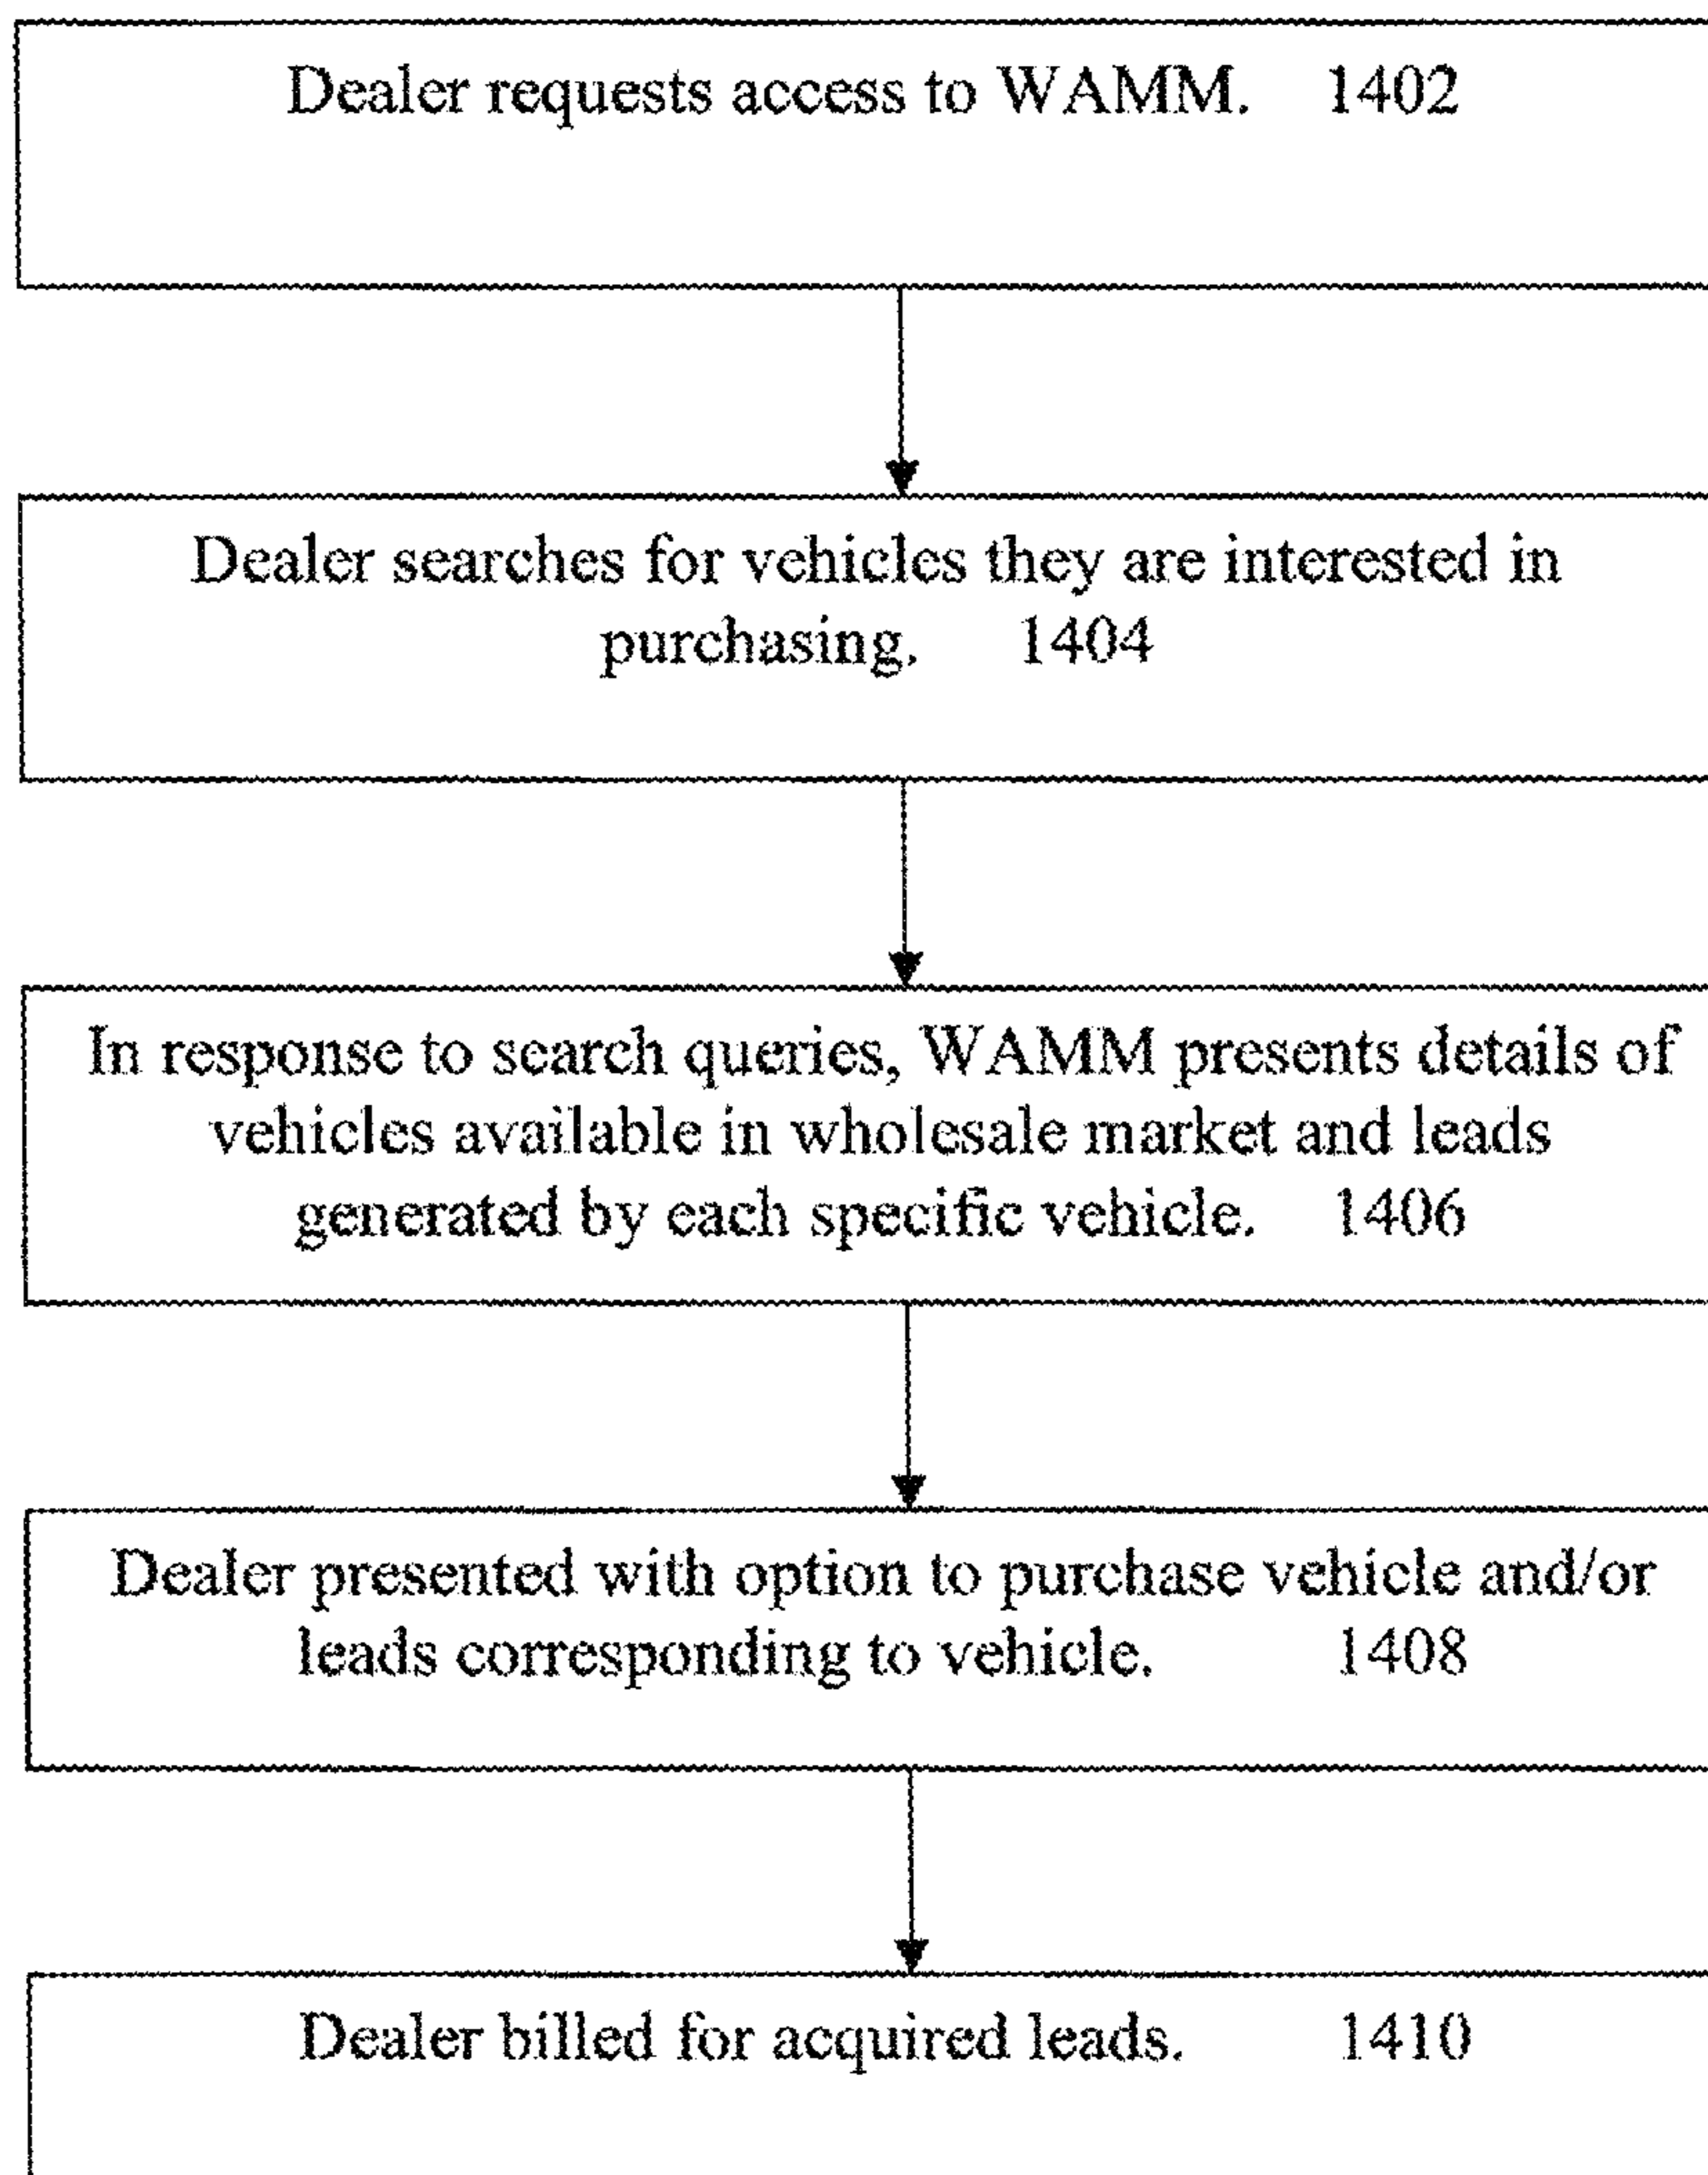 Dealer requests access to WAMM. 1402
Dealer searches for vehicles they are interested in
purchasing. 1404
In response to search queries, WAMM presents details of
vehicles available in wholesale market and leads
generated by each specific vehicle. 1406
Dealer presented with option to purchase vehicle and/or
leads corresponding to vehicle. 1408
Dealer billed for acquired leads. 1410